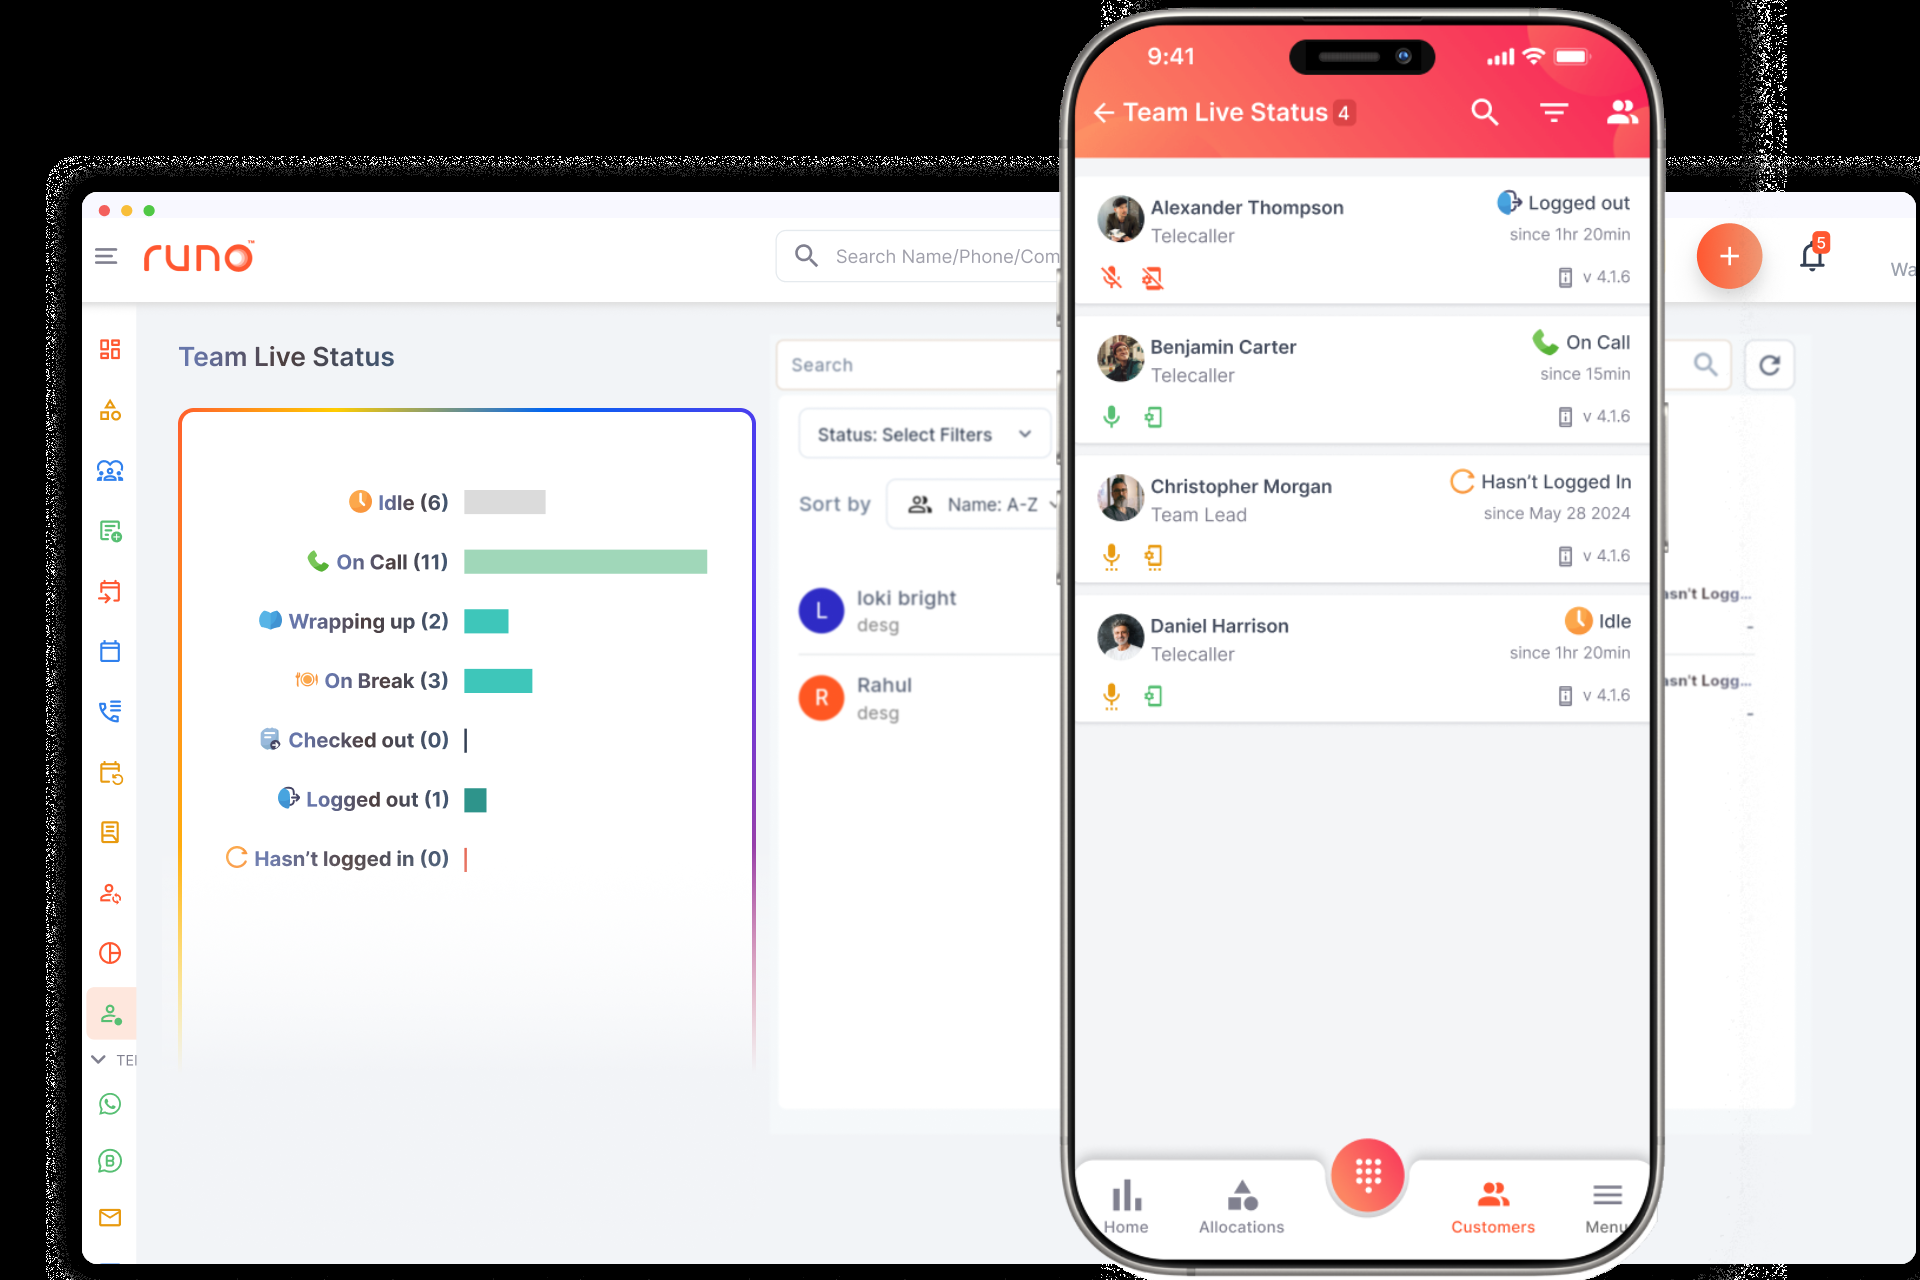 runo™
Search Name/Phone/Com
5
Wa
Team Live Status
Idle (6)
On Call (11)
Wrapping up (2)
On Break (3)
Checked out (0)
Logged out (1)
Hasn’t logged in (0)
TE
B
Search
Status: Select Filters
Sort by
Name: A-Z
L
loki bright
desg
R
Rahul
desg
sn't Logg...
-
sn't Logg...
-
9:41
Team Live Status 4
Alexander Thompson
Logged out
Telecaller
since 1hr 20min
v 4.1.6
Benjamin Carter
On Call
Telecaller
since 15min
v 4.1.6
Christopher Morgan
Hasn’t Logged In
Team Lead
since May 28 2024
v 4.1.6
Daniel Harrison
Idle
Telecaller
since 1hr 20min
v 4.1.6
Home
Allocations
Customers
Menu